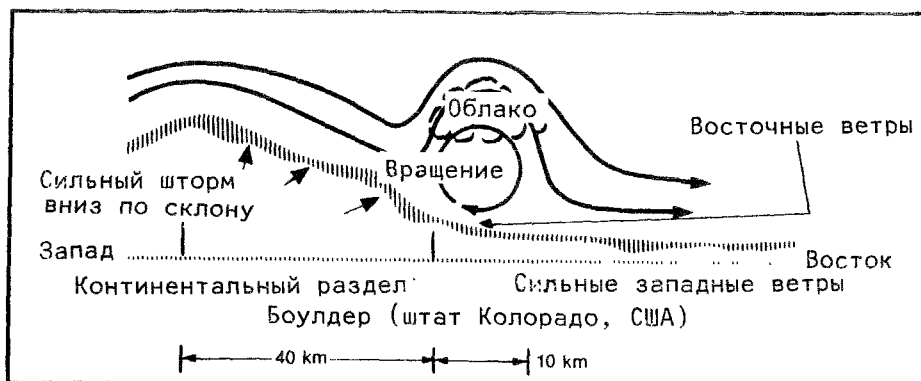 Облако
Восточные ветры
Вращение
Сильный шторм
вниз по склону
Запад
Восток
Континентальный раздел
Сильные западные ветры
Боулдер (штат Колорадо, США)
40 km
10 km